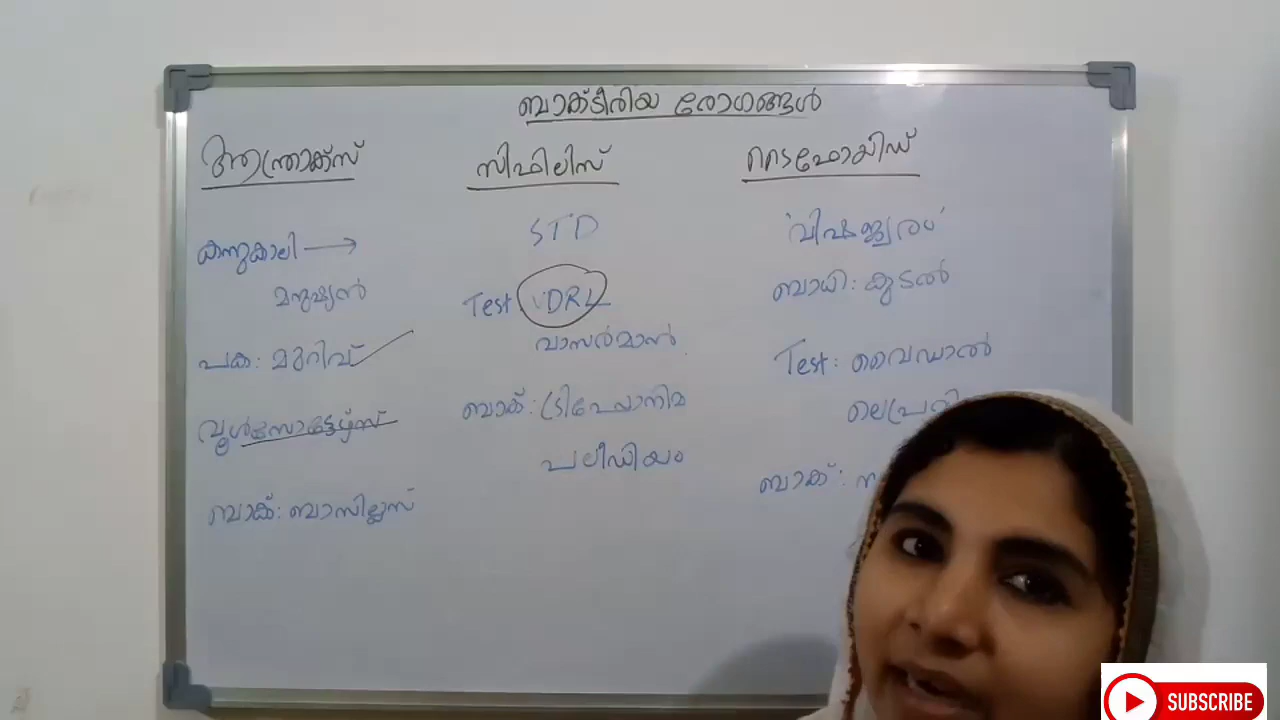 ബാക്ടീരിയ രോഗങ്ങൾ
ആന്ത്രാക്സ്
കന്നുകാലി →
മനുഷ്യൻ
പക: മുറിവ്
വൂൾസോട്ടേഴ്സ്
ബാക്: ബാസില്ലസ്
സിഫിലിസ്
STD
Test: VDRL
വാസർമാൻ
ബാക്: ട്രിപ്പോനിമ
പലീഡിയം
ടൈഫോയിഡ്
'വിഷജ്വരം'
ബാധി: കുടൽ
Test: വൈഡാൽ
ബാക്:
SUBSCRIBE